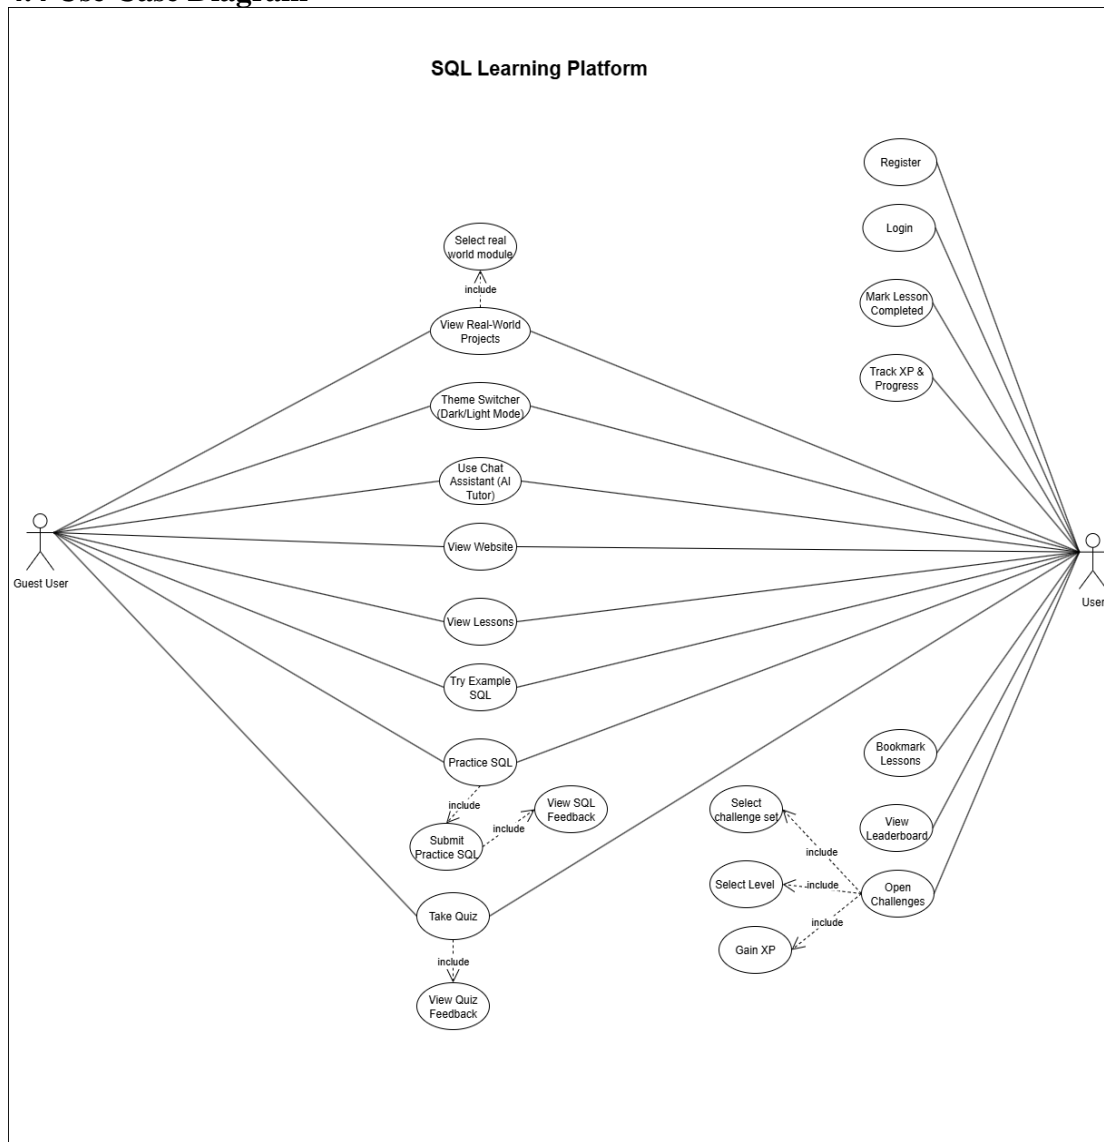 4.4 Use Case Diagram
SQL Learning Platform
Register
Login
Select real
world module
include
View Real-World
Projects
Mark Lesson
Completed
Track XP &
Progress
Theme Switcher
(Dark/Light Mode)
Use Chat
Assistant (AI
Tutor)
View Website
Guest User
User
View Lessons
Try Example
SQL
Practice SQL
include
Submit
Practice SQL
include
View SQL
Feedback
Bookmark
Lessons
Select
challenge set
View
Leaderboard
include
Select Level
include
Open
Challenges
include
Gain XP
Take Quiz
include
View Quiz
Feedback